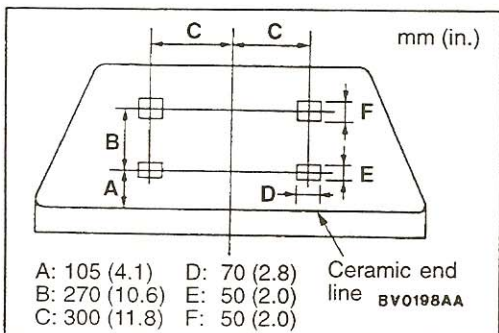 C C
mm (in.)
F
B
E
A
D
A: 105 (4.1) D: 70 (2.8) Ceramic end
B: 270 (10.6) E: 50 (2.0) line BV0198AA
C: 300 (11.8) F: 50 (2.0)